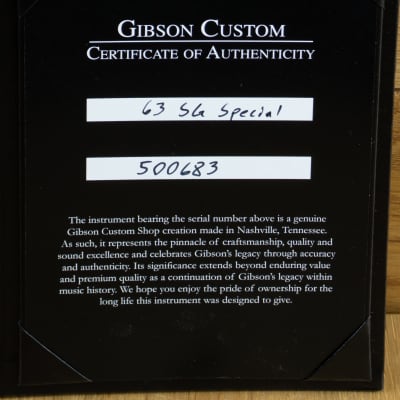 GIBSON CUSTOM
CERTIFICATE OF AUTHENTICITY
63 SG Special
500683
The instrument bearing the serial number above is a genuine
Gibson Custom Shop creation made in Nashville, Tennessee.
As such, it represents the pinnacle of craftsmanship, quality and
sound excellence and celebrates Gibson's legacy through accuracy
and authenticity. Its significance extends beyond enduring value
and premium quality as a continuation of Gibson's legacy within
music history. We hope you enjoy the pride of ownership for the
long life this instrument was designed to give.